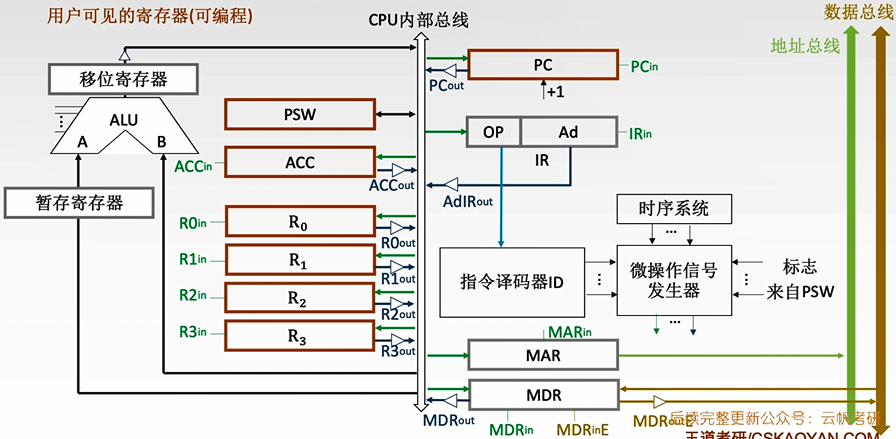 用户可见的寄存器(可编程)
CPU内部总线
数据总线
地址总线
移位寄存器
ALU
A
B
暂存寄存器
PSW
ACC
ACCin
ACCout
R0
R0in
R0out
R1
R1in
R1out
R2
R2in
R2out
R3
R3in
R3out
PC
PCin
PCout
+1
OP
Ad
IRin
IR
AdIRout
时序系统
...
指令译码器ID
...
微操作信号
发生器
...
标志
来自PSW
...
MARin
MAR
MDR
MDRout
MDRin
MDRinE
MDRoutE
后续完整更新公众号：云帆考研
王道考研/CSKAOYAN.COM